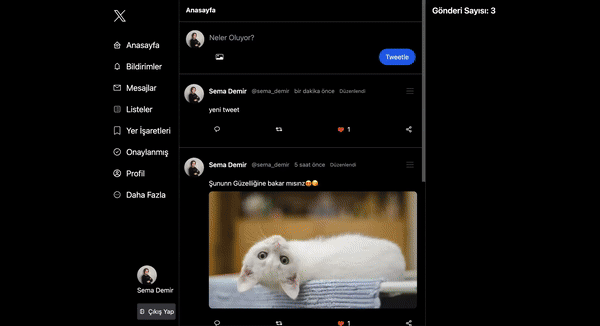 Anasayfa
Bildirimler
Mesajlar
Listeler
Yer İşaretleri
Onaylanmış
Profil
Daha Fazla
Sema Demir
Çıkış Yap
Anasayfa
Neler Oluyor?
Tweetle
Sema Demir @sema_demir bir dakika önce Düzenlendi
yeni tweet
1
Sema Demir @sema_demir 5 saat önce Düzenlendi
Şununn Güzelliğine bakar mısınz😍😜
1
Gönderi Sayısı: 3